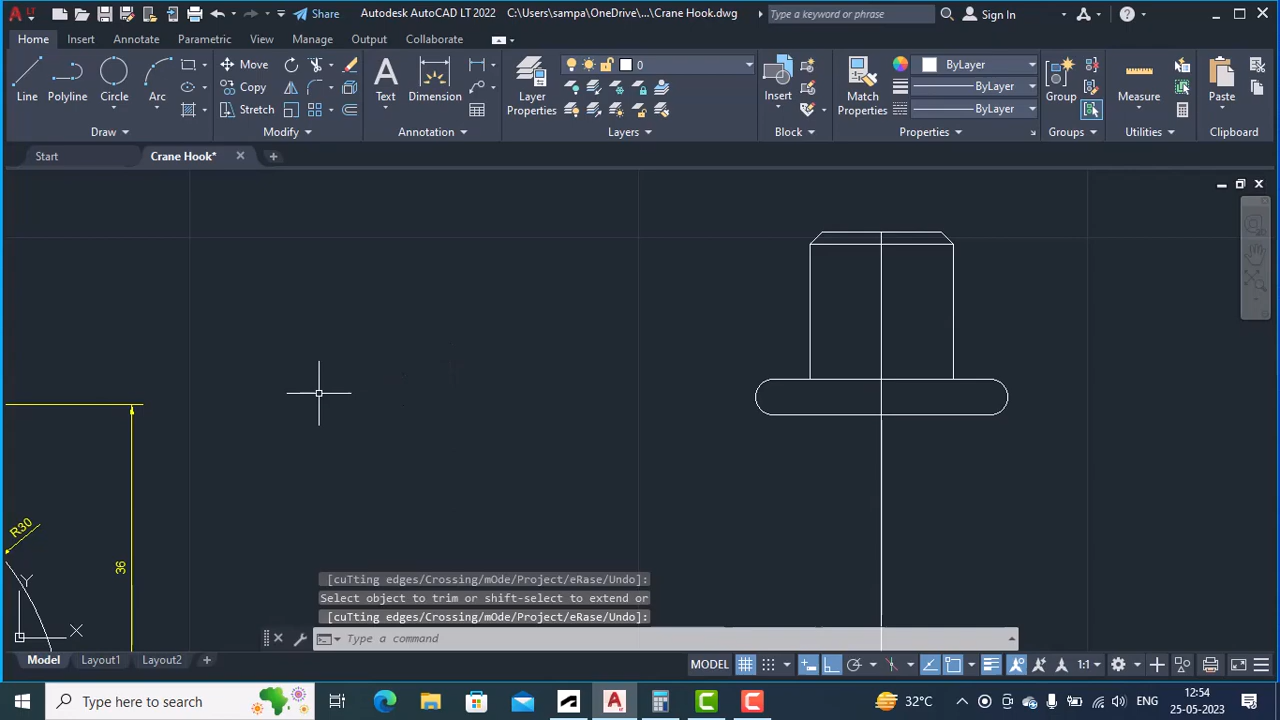 Share
Autodesk AutoCAD LT 2022 C:\Users\sampa\OneDrive\...\Crane Hook.dwg
Type a keyword or phrase
Sign In
Home Insert Annotate Parametric View Manage Output Collaborate
Line Polyline Circle Arc
Move
Copy
Stretch
Text Dimension
Layer Properties
0
Insert
Match Properties
ByLayer
ByLayer
ByLayer
Group
Measure
Paste
Draw Modify Annotation Layers Block Properties Groups Utilities Clipboard
Start Crane Hook*
R30
36
Y
X
[cuTting edges/Crossing/mOde/Project/eRase/Undo]:
Select object to trim or shift-select to extend or
[cuTting edges/Crossing/mOde/Project/eRase/Undo]:
Type a command
Model Layout1 Layout2
MODEL
1:1
Type here to search
32°C
ENG
12:54
25-05-2023